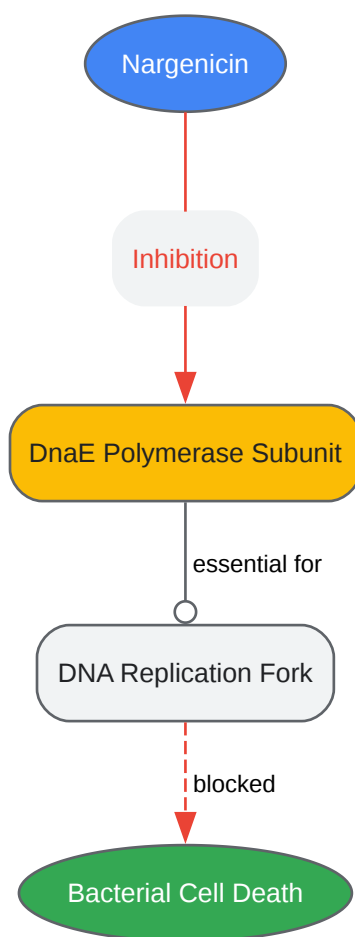 Nargenicin
Inhibition
DnaE Polymerase Subunit
essential for
DNA Replication Fork
blocked
Bacterial Cell Death